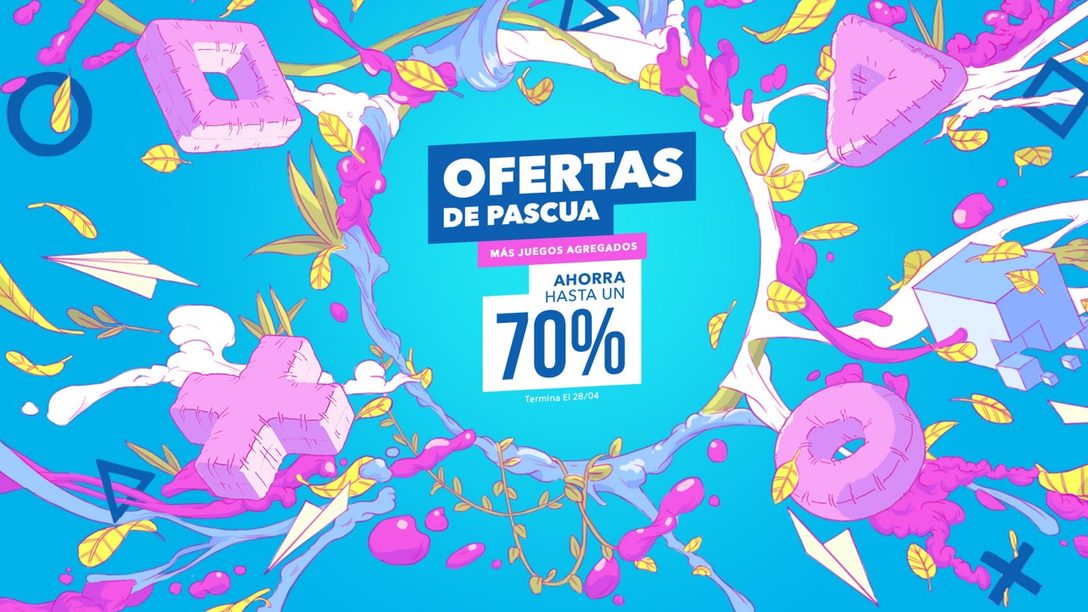 OFERTAS
DE PASCUA
MÁS JUEGOS AGREGADOS
AHORRA
HASTA UN
70%
Termina El 28/04